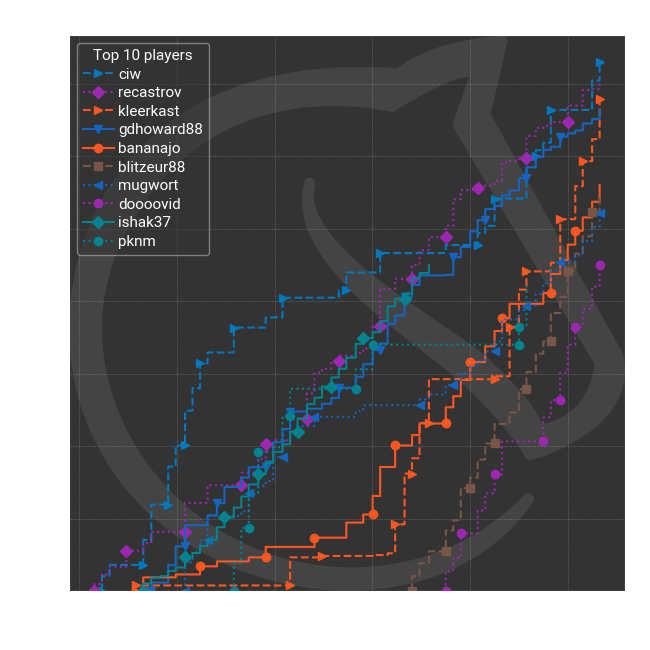 Top 10 players
ciw
recastrov
kleerkast
gdhoward88
bananajo
blitzeur88
mugwort
doooovid
ishak37
pknm